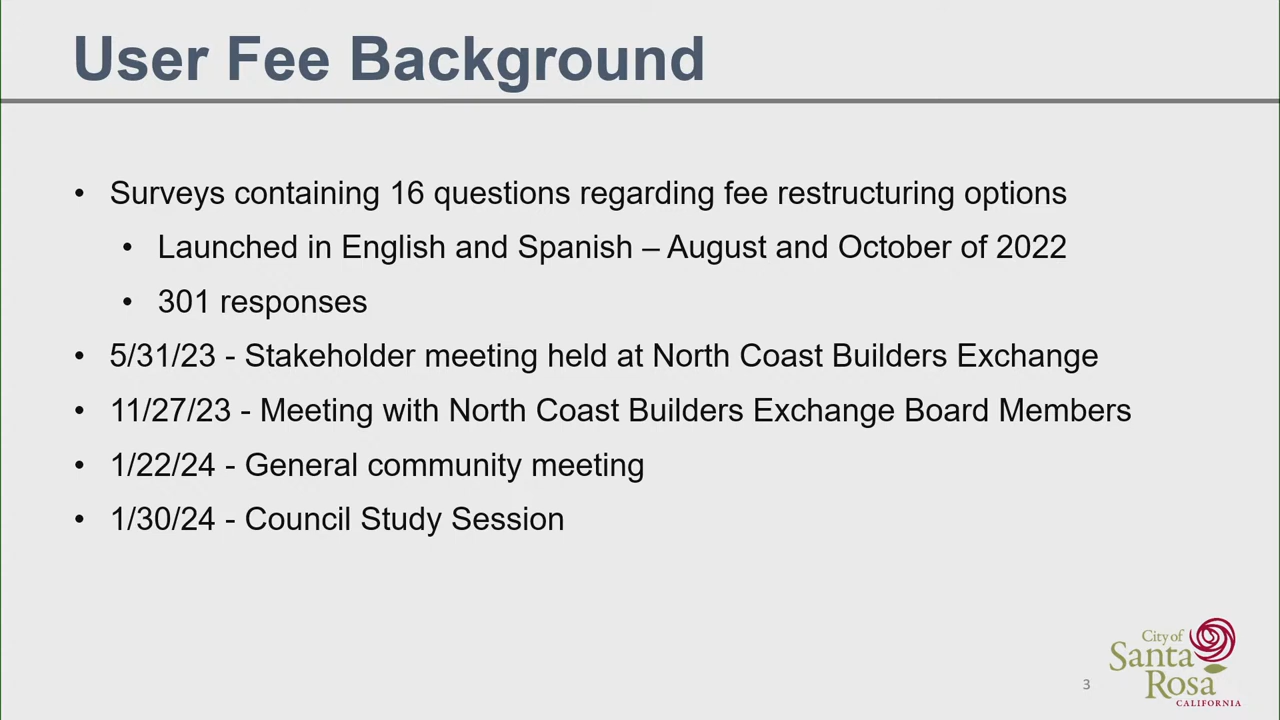 User Fee Background
• Surveys containing 16 questions regarding fee restructuring options
• Launched in English and Spanish – August and October of 2022
• 301 responses
• 5/31/23 - Stakeholder meeting held at North Coast Builders Exchange
• 11/27/23 - Meeting with North Coast Builders Exchange Board Members
• 1/22/24 - General community meeting
• 1/30/24 - Council Study Session
3
City of
Santa
Rosa
CALIFORNIA